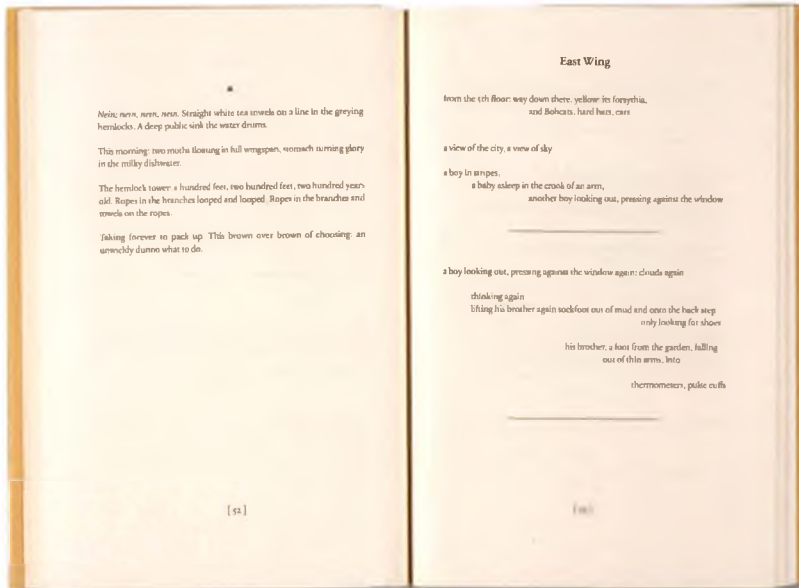 Nein, nein, nein, nein. Straight white tea towels on a line in the greying
hemlocks. A deep public sink the water drums.
This morning: two moths floating in full wingspan, stomach turning glory
in the milky dishwater.
The hemlock tower a hundred feet, two hundred feet, two hundred years
old. Ropes in the branches looped and looped. Ropes in the branches and
towels on the ropes.
Taking forever to pack up. This brown over brown of choosing: an
unwieldy dunno what to do.
[52]
East Wing
from the 5th floor: way down there, yellow: its forsythia,
and Bobcats, hard hats, cars
a view of the city, a view of sky
a boy in stripes,
a baby asleep in the crook of an arm,
another boy looking out, pressing against the window
a boy looking out, pressing against the window again: clouds again
thinking again
lifting his brother again sockfoot out of mud and onto the back step
only looking for shoes
his brother, a foot from the garden, falling
out of thin arms, into
thermometers, pulse cuffs